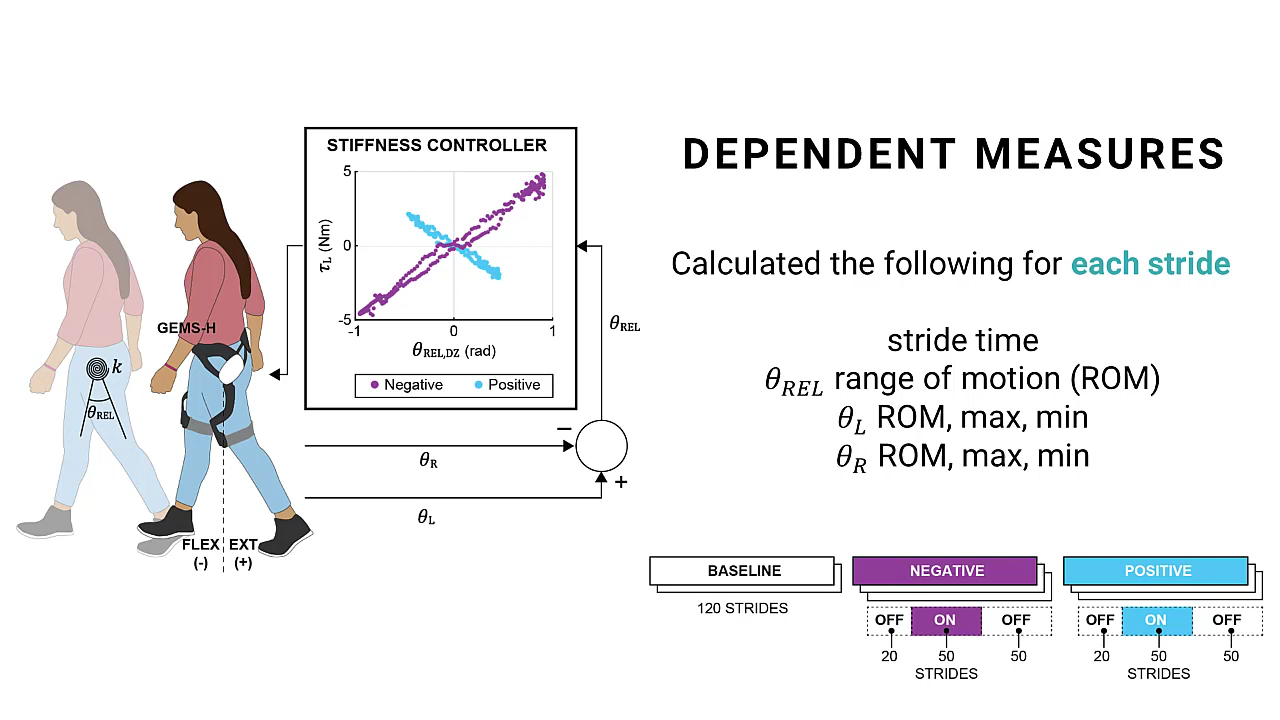 STIFFNESS CONTROLLER
5
0
-5
τL (Nm)
-1
0
1
θREL,DZ (rad)
Negative
Positive
GEMS-H
k
θREL
θREL
−
+
θR
θL
FLEX
(-)
EXT
(+)
DEPENDENT MEASURES
Calculated the following for each stride
stride time
θREL range of motion (ROM)
θL ROM, max, min
θR ROM, max, min
BASELINE
120 STRIDES
NEGATIVE
OFF ON OFF
20 50 50
STRIDES
POSITIVE
OFF ON OFF
20 50 50
STRIDES